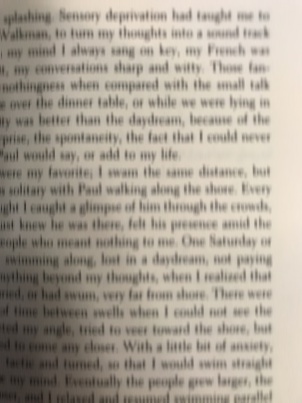 splashing. Sensory deprivation had taught me to
Walkman, to turn my thoughts into a sound track
my mind I always sang on key, my French was
my conversations sharp and witty. Those fan-
nothingness when compared with the small talk
over the dinner table, or while we were lying in
was better than the daydream, because of the
the spontaneity, the fact that I could never
Paul would say, or add to my life.
were my favorite; I swam the same distance, but
solitary with Paul walking along the shore. Every
I caught a glimpse of him through the crowds,
just knew he was there, felt his presence amid the
people who meant nothing to me. One Saturday or
swimming along, lost in a daydream, not paying
anything beyond my thoughts, when I realized that
or had swum, very far from shore. There were
of time between swells when I could not see the
my angle, tried to veer toward the shore, but
to come any closer. With a little bit of anxiety,
and turned, so that I would swim straight
my mind. Eventually the people grew larger, the
and I relaxed and resumed swimming parallel